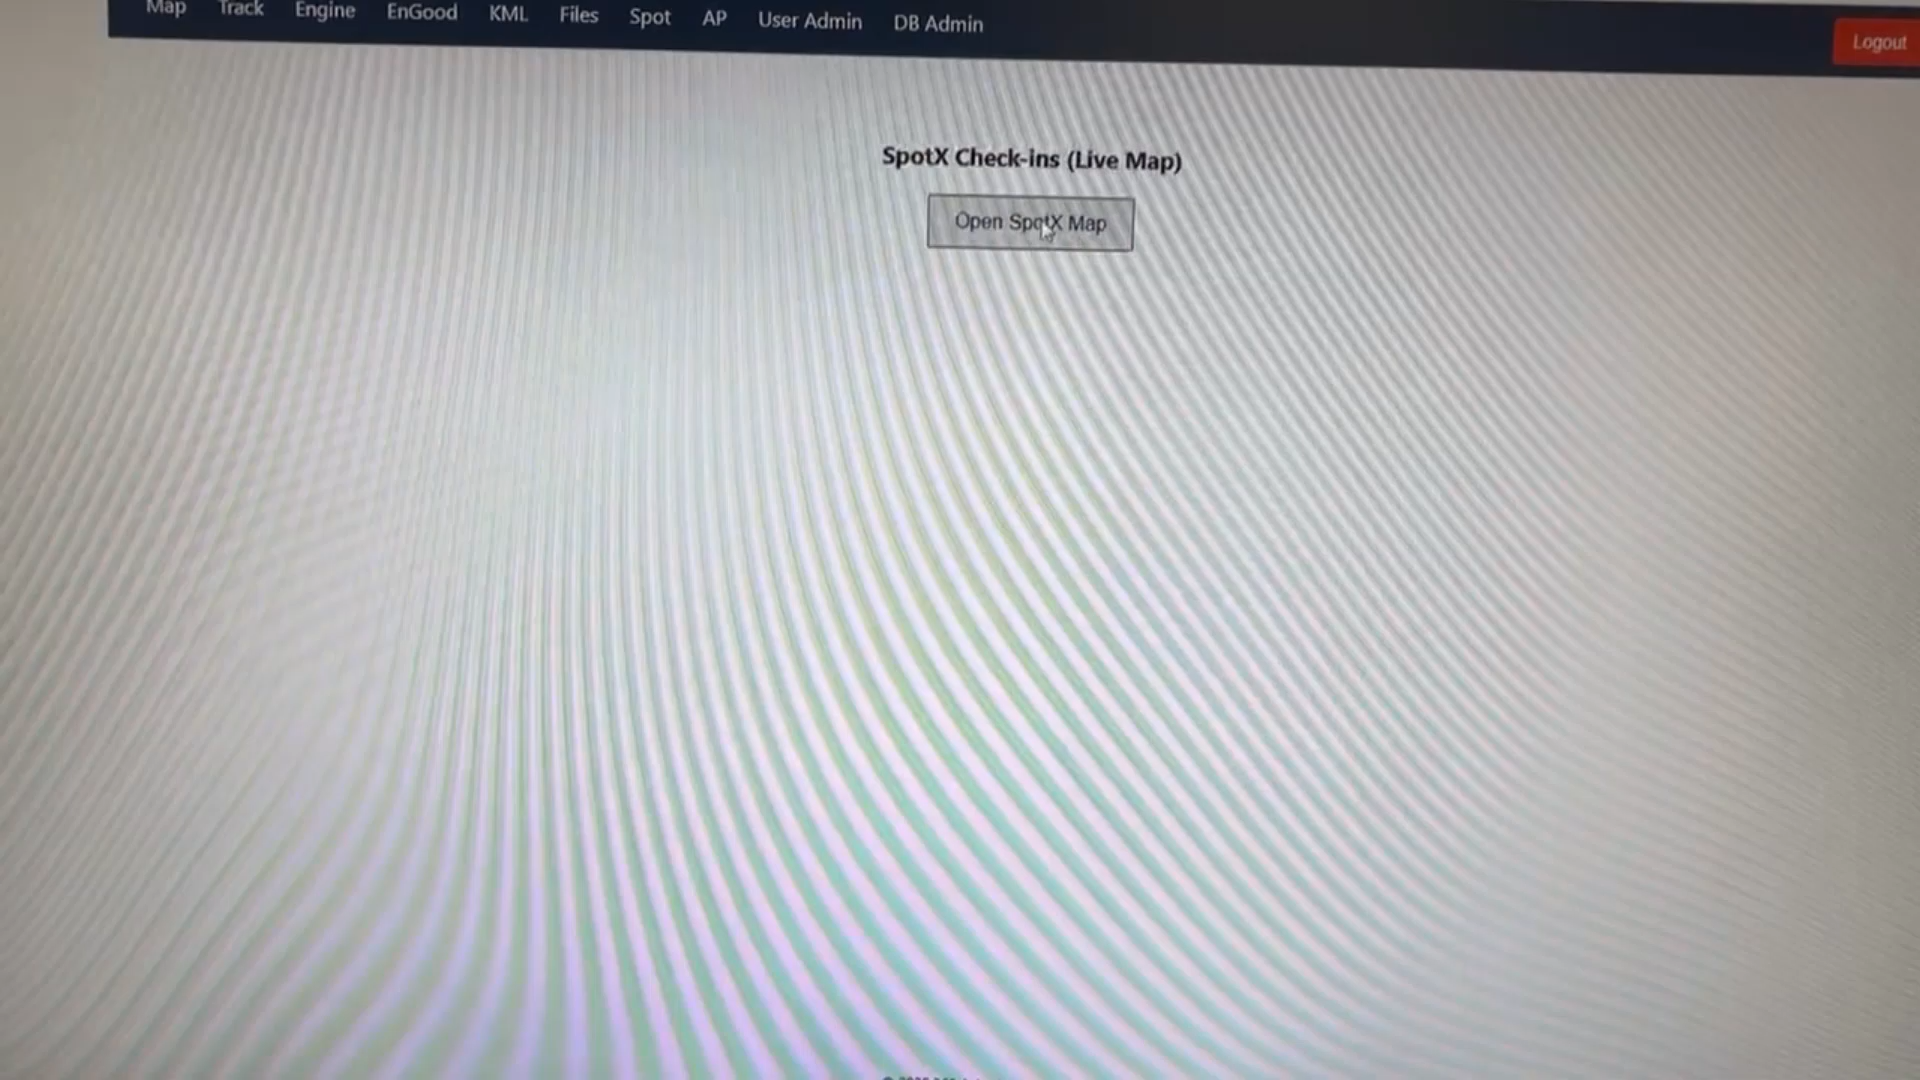 Map Track Engine EnGood KML Files Spot AP User Admin DB Admin Logout
SpotX Check-ins (Live Map)
Open SpotX Map